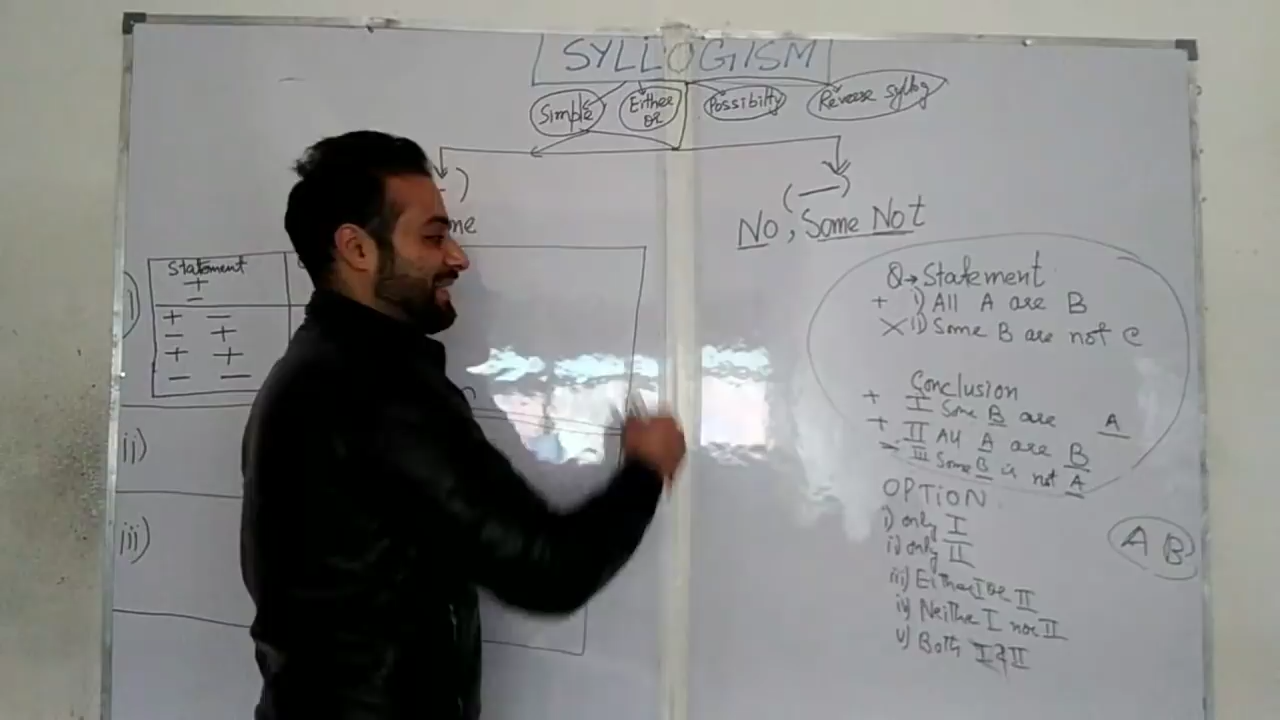 SYLLOGISM
Simple
Either
OR
Possibilty
Reverse syllog
(—)
No, Some Not
i)
Statement
+
—
+ —
— +
+ +
— —
ii)
iii)
Q→Statement
+ i) All A are B
X ii) Some B are not C
Conclusion
+ I Some B are A
+ II All A are B
— III Some B is not A
OPTION
i) only I
ii) only II
iii) Either I or II
iv) Neithe I nor II
v) Both I & II
A B